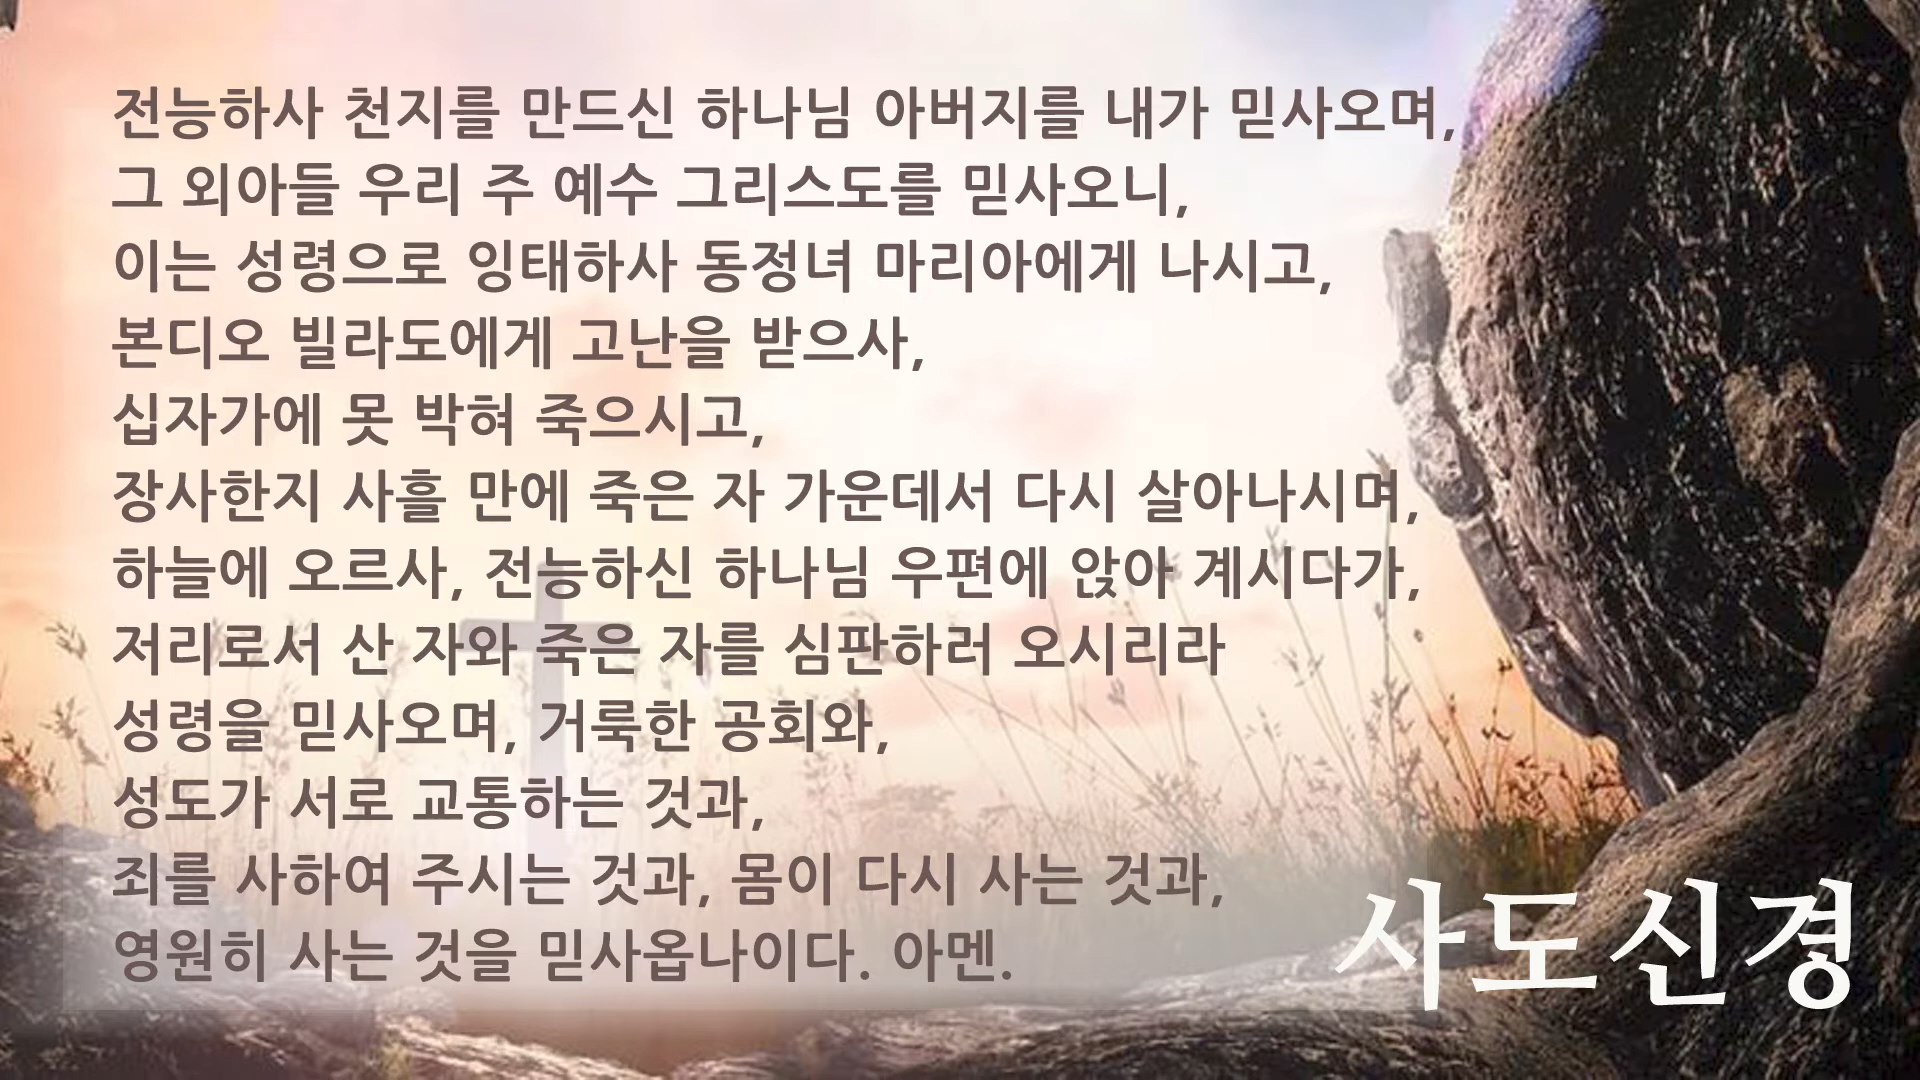 전능하사 천지를 만드신 하나님 아버지를 내가 믿사오며,
그 외아들 우리 주 예수 그리스도를 믿사오니,
이는 성령으로 잉태하사 동정녀 마리아에게 나시고,
본디오 빌라도에게 고난을 받으사,
십자가에 못 박혀 죽으시고,
장사한지 사흘 만에 죽은 자 가운데서 다시 살아나시며,
하늘에 오르사, 전능하신 하나님 우편에 앉아 계시다가,
저리로서 산 자와 죽은 자를 심판하러 오시리라
성령을 믿사오며, 거룩한 공회와,
성도가 서로 교통하는 것과,
죄를 사하여 주시는 것과, 몸이 다시 사는 것과,
영원히 사는 것을 믿사옵나이다. 아멘.
사도신경